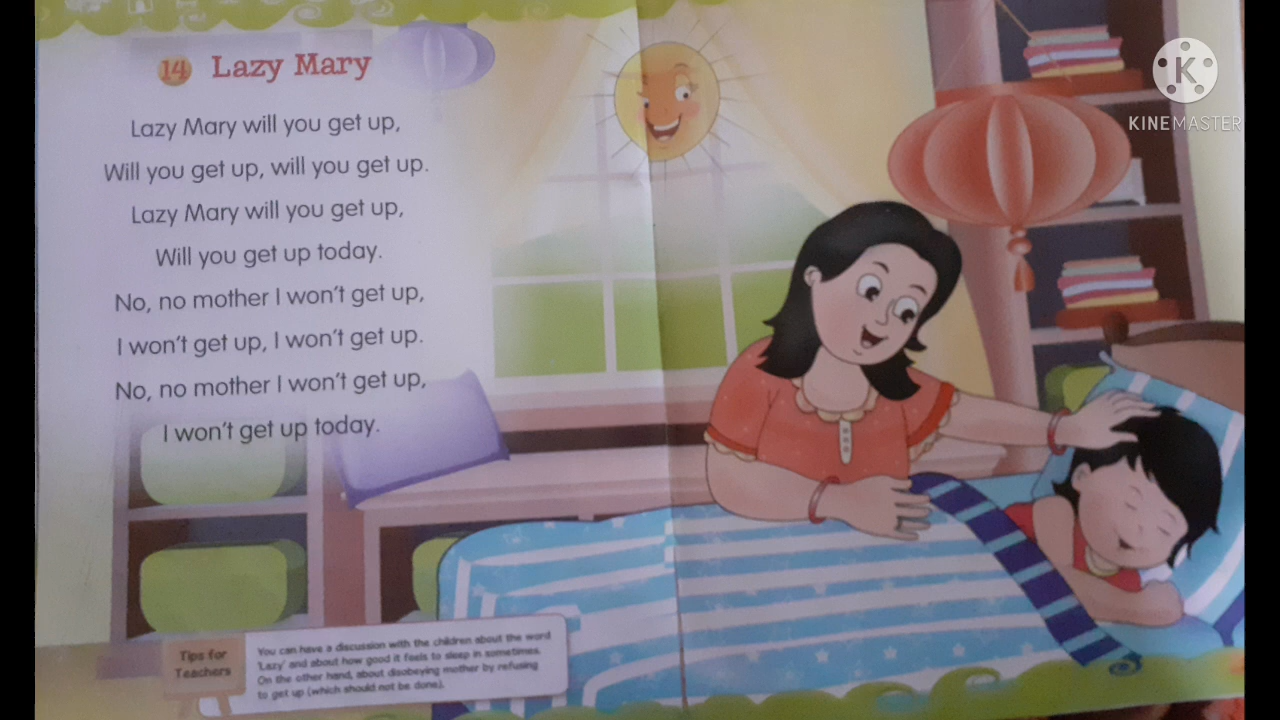 14 Lazy Mary
Lazy Mary will you get up,
Will you get up, will you get up.
Lazy Mary will you get up,
Will you get up today.
No, no mother I won't get up,
I won't get up, I won't get up.
No, no mother I won't get up,
I won't get up today.
K
KINEMASTER
Tips for
Teachers
You can have a discussion with the children about the word
'Lazy' and about how good it feels to sleep in sometimes.
On the other hand, about disobeying mother by refusing
to get up (which should not be done).